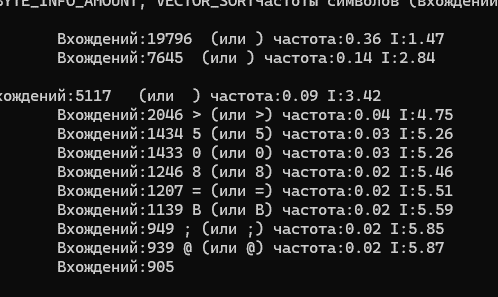 BYTE_INFO_AMOUNT, VECTOR_SORTЧастоты символов (вхождений
Вхождений:19796 (или ) частота:0.36 I:1.47
Вхождений:7645 (или ) частота:0.14 I:2.84
хождений:5117 (или ) частота:0.09 I:3.42
Вхождений:2046 > (или >) частота:0.04 I:4.75
Вхождений:1434 5 (или 5) частота:0.03 I:5.26
Вхождений:1433 0 (или 0) частота:0.03 I:5.26
Вхождений:1246 8 (или 8) частота:0.02 I:5.46
Вхождений:1207 = (или =) частота:0.02 I:5.51
Вхождений:1139 B (или B) частота:0.02 I:5.59
Вхождений:949 ; (или ;) частота:0.02 I:5.85
Вхождений:939 @ (или @) частота:0.02 I:5.87
Вхождений:905